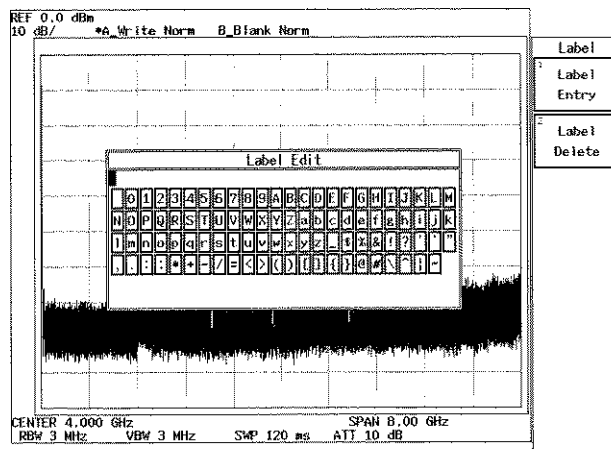 REF 0.0 dBm
10 dB/ *A_Write Norm B_Blank Norm
Label
1
Label
Entry
2
Label
Delete
Label Edit
0 1 2 3 4 5 6 7 8 9 A B C D E F G H I J K L M
N O P Q R S T U V W X Y Z a b c d e f g h i j k
l m n o p q r s t u v w x y z _ $ % & ! ? ' ` "
, . : ; * + - / = < > ( ) [ ] { } @ # \ ^ | ~
CENTER 4.000 GHz SPAN 8.00 GHz
RBW 3 MHz VBW 3 MHz SWP 120 ms ATT 10 dB